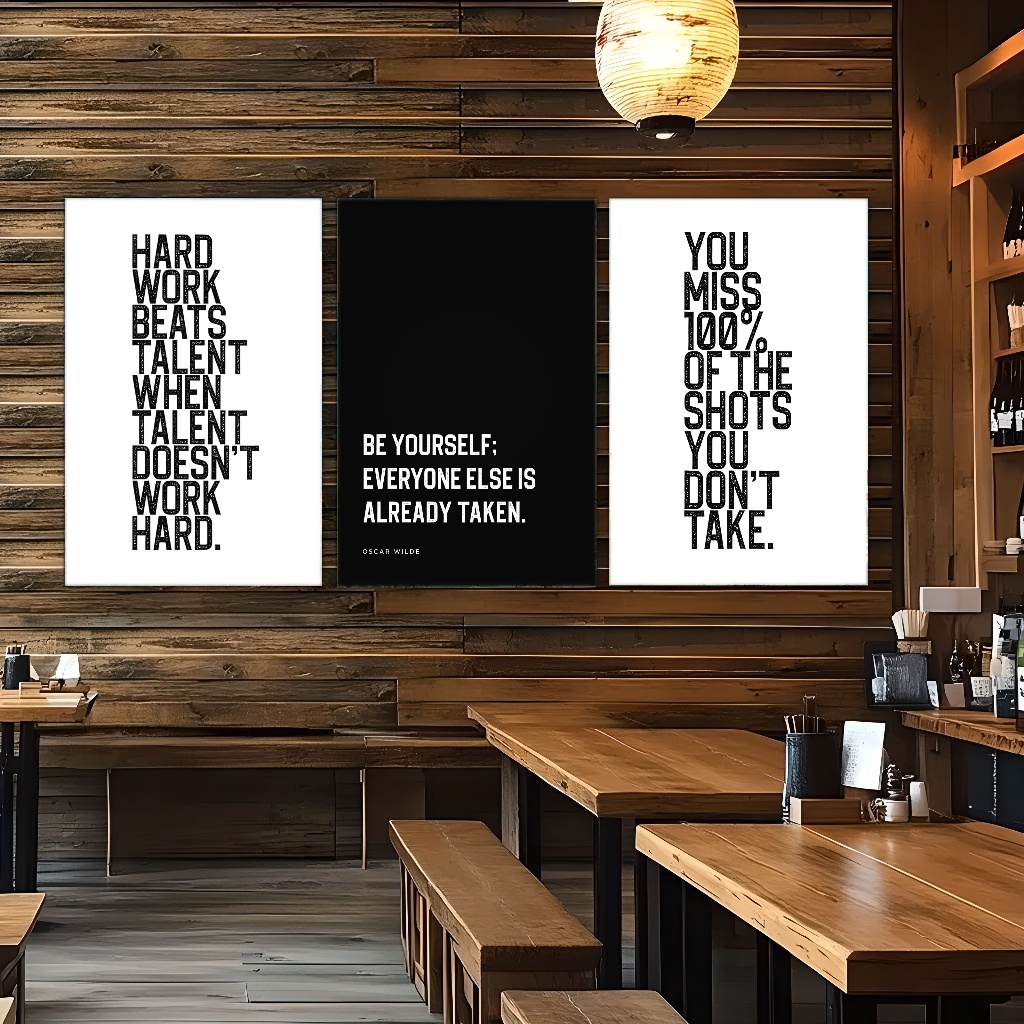 HARD
WORK
BEATS
TALENT
WHEN
TALENT
DOESN'T
WORK
HARD.
BE YOURSELF;
EVERYONE ELSE IS
ALREADY TAKEN.
OSCAR WILDE
YOU
MISS
100%
OF THE
SHOTS
YOU
DON'T
TAKE.